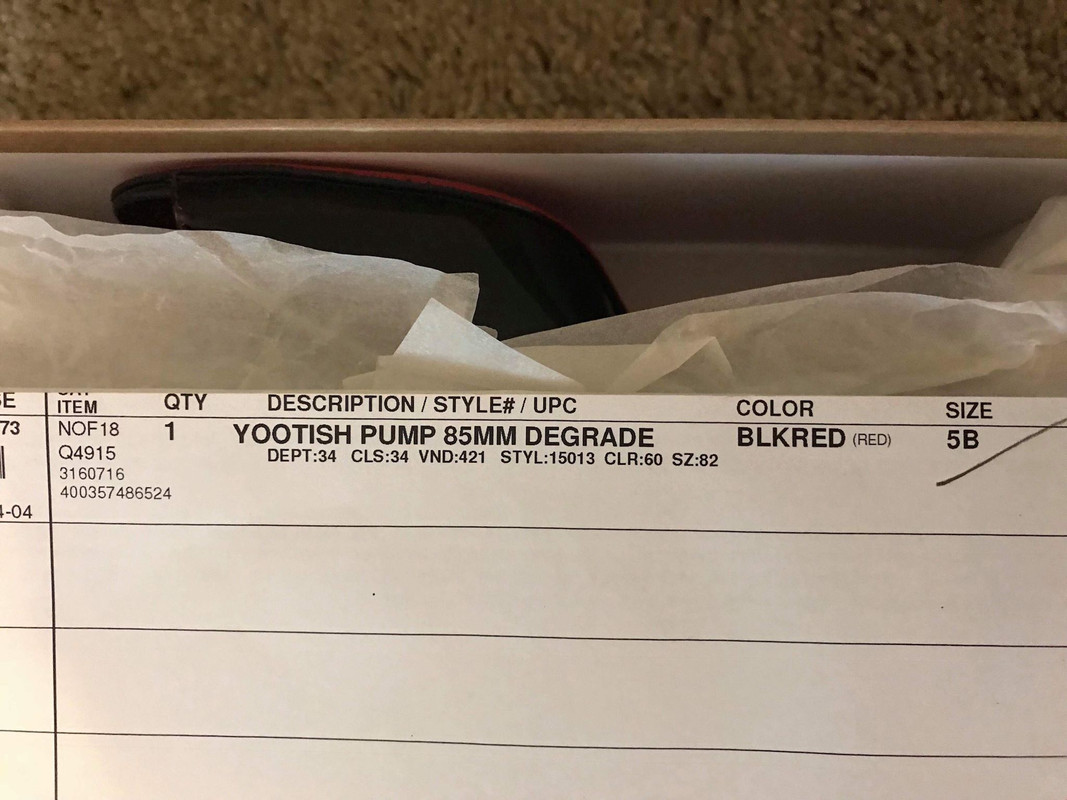 ITEM QTY DESCRIPTION / STYLE# / UPC COLOR SIZE
73 NOF18 1 YOOTISH PUMP 85MM DEGRADE BLKRED (RED) 5B
Q4915 DEPT:34 CLS:34 VND:421 STYL:15013 CLR:60 SZ:82
3160716
400357486524
-04